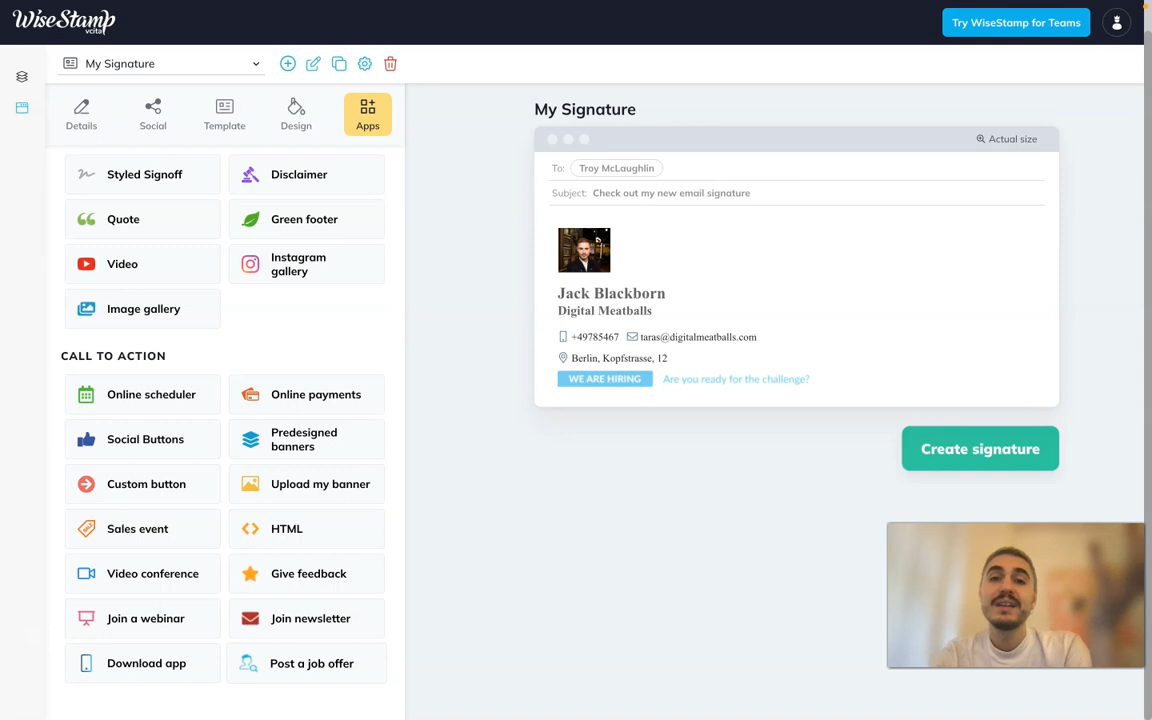 WiseStamp
vcita
Try WiseStamp for Teams
My Signature
Details
Social
Template
Design
Apps
Styled Signoff
Disclaimer
Quote
Green footer
Video
Instagram
gallery
Image gallery
CALL TO ACTION
Online scheduler
Online payments
Social Buttons
Predesigned
banners
Custom button
Upload my banner
Sales event
HTML
Video conference
Give feedback
Join a webinar
Join newsletter
Download app
Post a job offer
My Signature
Actual size
To: Troy McLaughlin
Subject: Check out my new email signature
Jack Blackborn
Digital Meatballs
+49785467 taras@digitalmeatballs.com
Berlin, Kopfstrasse, 12
WE ARE HIRING Are you ready for the challenge?
Create signature